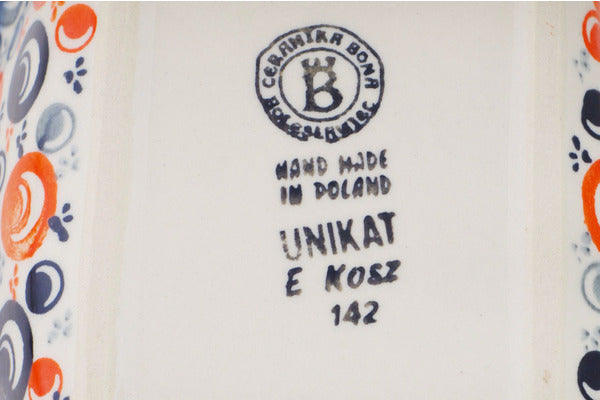 CERAMIKA BONA
B
BOLESŁAWIEC
HAND MADE
IN POLAND
UNIKAT
E KOSZ
142